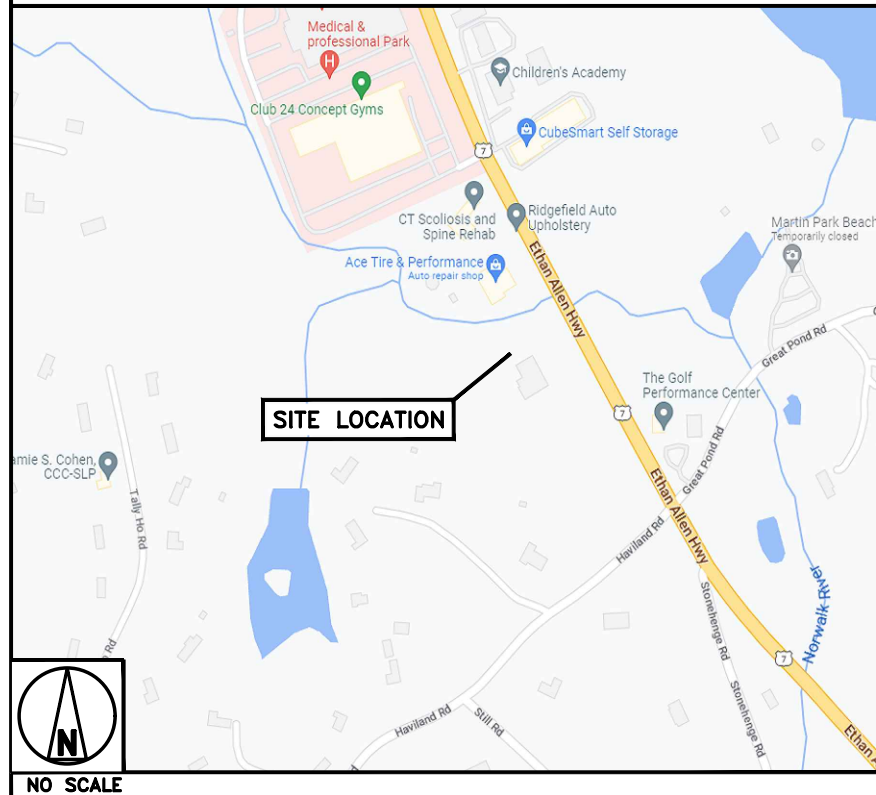 Medical &
professional Park
H
Children's Academy
Club 24 Concept Gyms
CubeSmart Self Storage
7
CT Scoliosis and
Spine Rehab
Ridgefield Auto
Upholstery
Martin Park Beach
Temporarily closed
Ace Tire & Performance
Auto repair shop
Ethan Allen Hwy
Great Pond Rd
The Golf
Performance Center
SITE LOCATION
7
Great Pond Rd
amie S. Cohen,
CCC-SLP
Tally Ho Rd
Ethan Allen Hwy
Haviland Rd
Norwalk River
Stonehenge Rd
Rd
7
Stonehenge Rd
Haviland Rd
Still Rd
Ethan A
N
NO SCALE